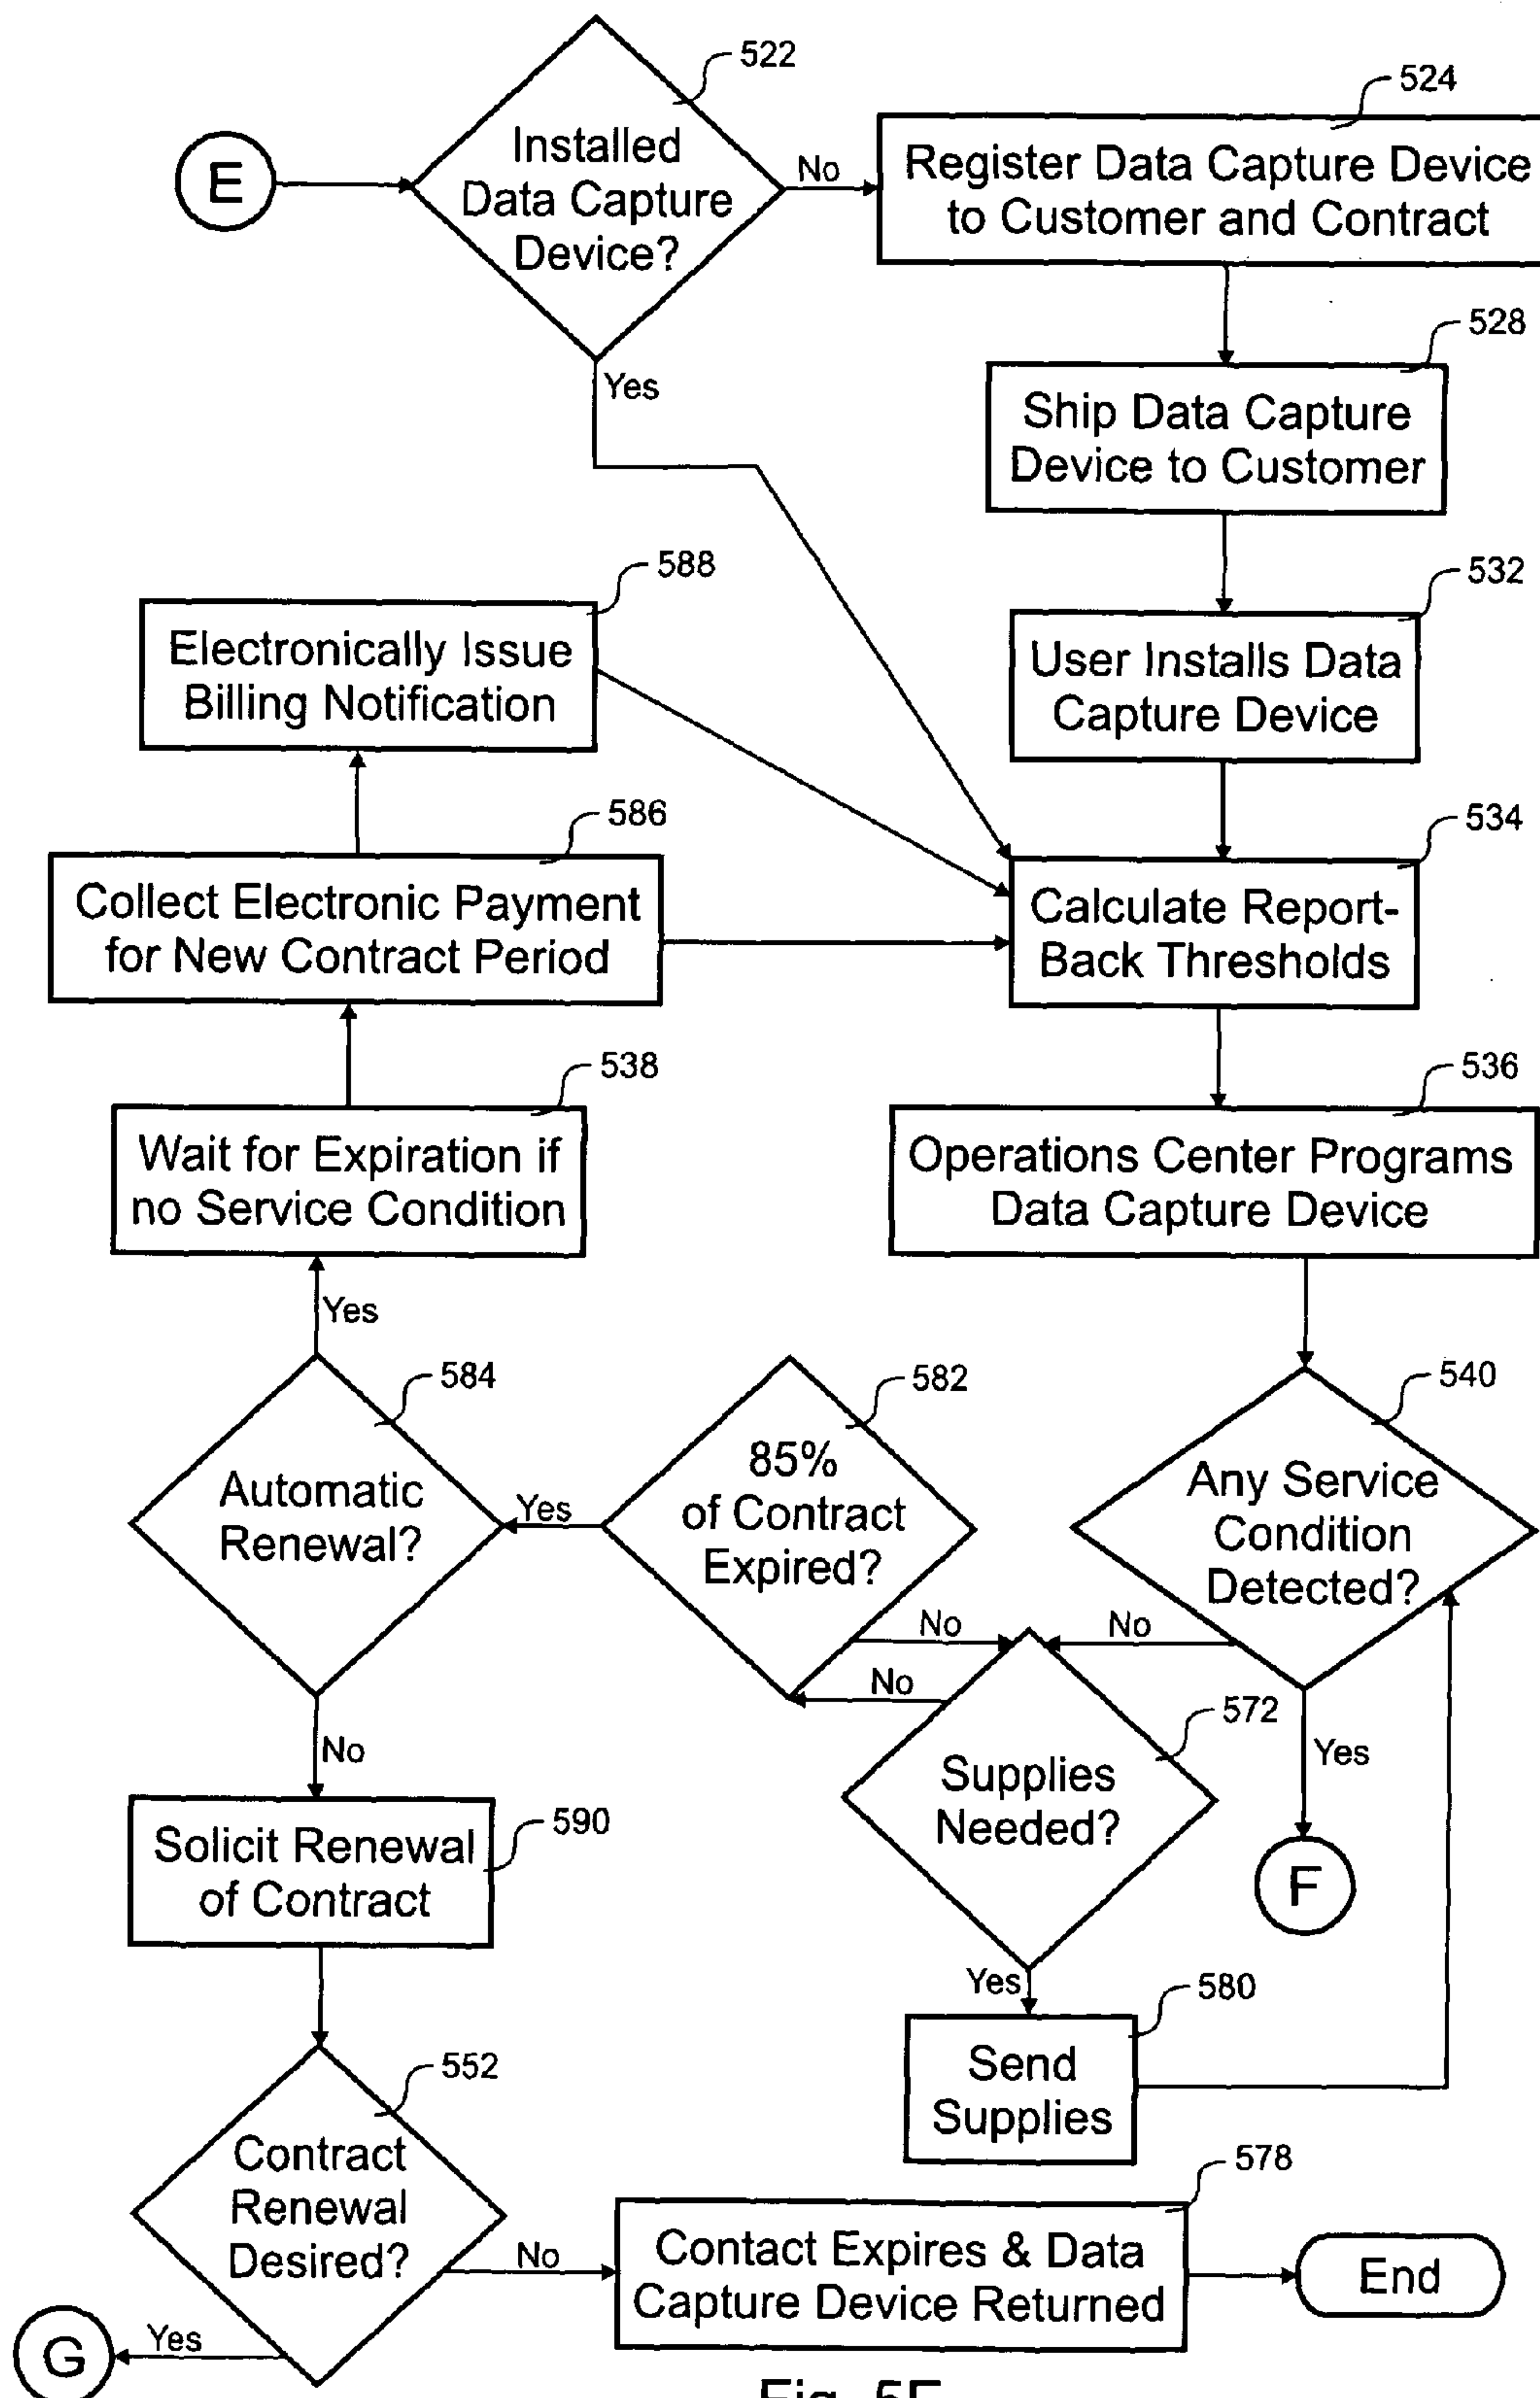 522
E
Installed
Data Capture
Device?
No
Yes
524
Register Data Capture Device
to Customer and Contract
528
Ship Data Capture
Device to Customer
532
User Installs Data
Capture Device
588
Electronically Issue
Billing Notification
586
Collect Electronic Payment
for New Contract Period
534
Calculate Report-
Back Thresholds
538
Wait for Expiration if
no Service Condition
536
Operations Center Programs
Data Capture Device
Yes
584
Automatic
Renewal?
Yes
582
85%
of Contract
Expired?
540
Any Service
Condition
Detected?
No
No
No
572
Supplies
Needed?
Yes
F
No
590
Solicit Renewal
of Contract
Yes
580
Send
Supplies
552
Contract
Renewal
Desired?
No
578
Contact Expires & Data
Capture Device Returned
End
Yes
G